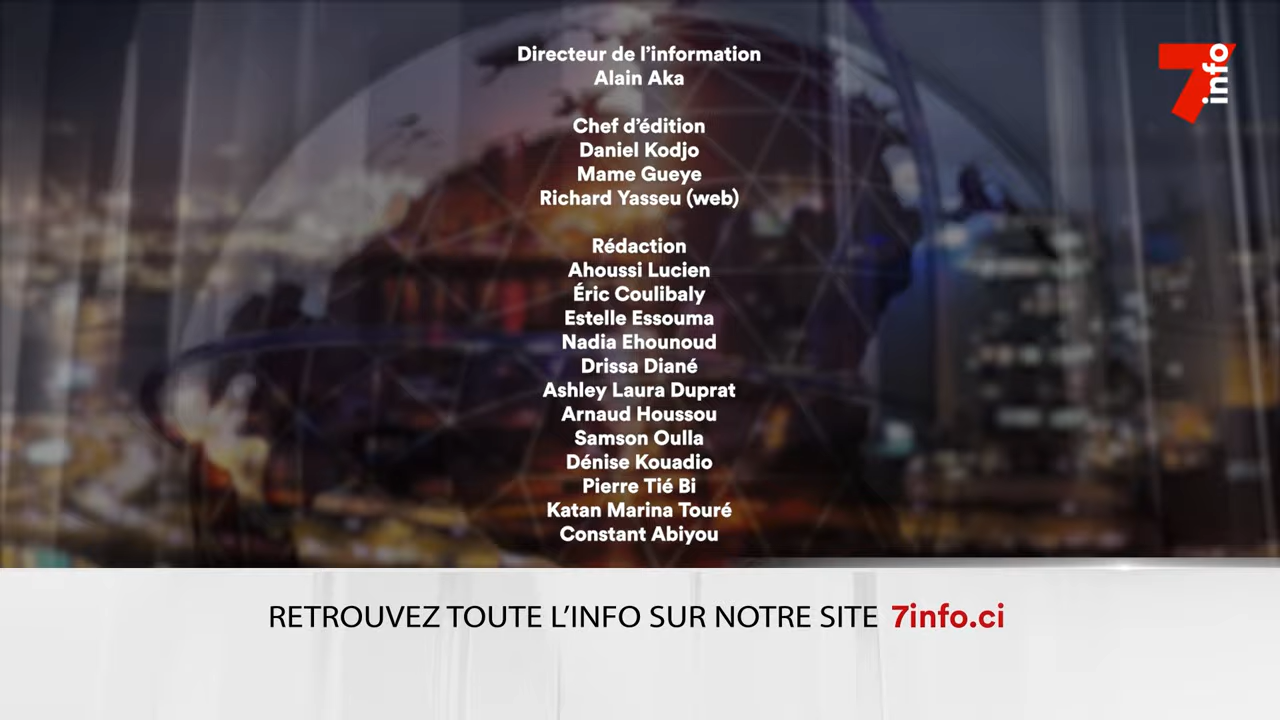 Directeur de l’information
Alain Aka
Chef d’édition
Daniel Kodjo
Mame Gueye
Richard Yasseu (web)
Rédaction
Ahoussi Lucien
Éric Coulibaly
Estelle Essouma
Nadia Ehounoud
Drissa Diané
Ashley Laura Duprat
Arnaud Houssou
Samson Oulla
Dénise Kouadio
Pierre Tié Bi
Katan Marina Touré
Constant Abiyou
7info
RETROUVEZ TOUTE L’INFO SUR NOTRE SITE 7info.ci